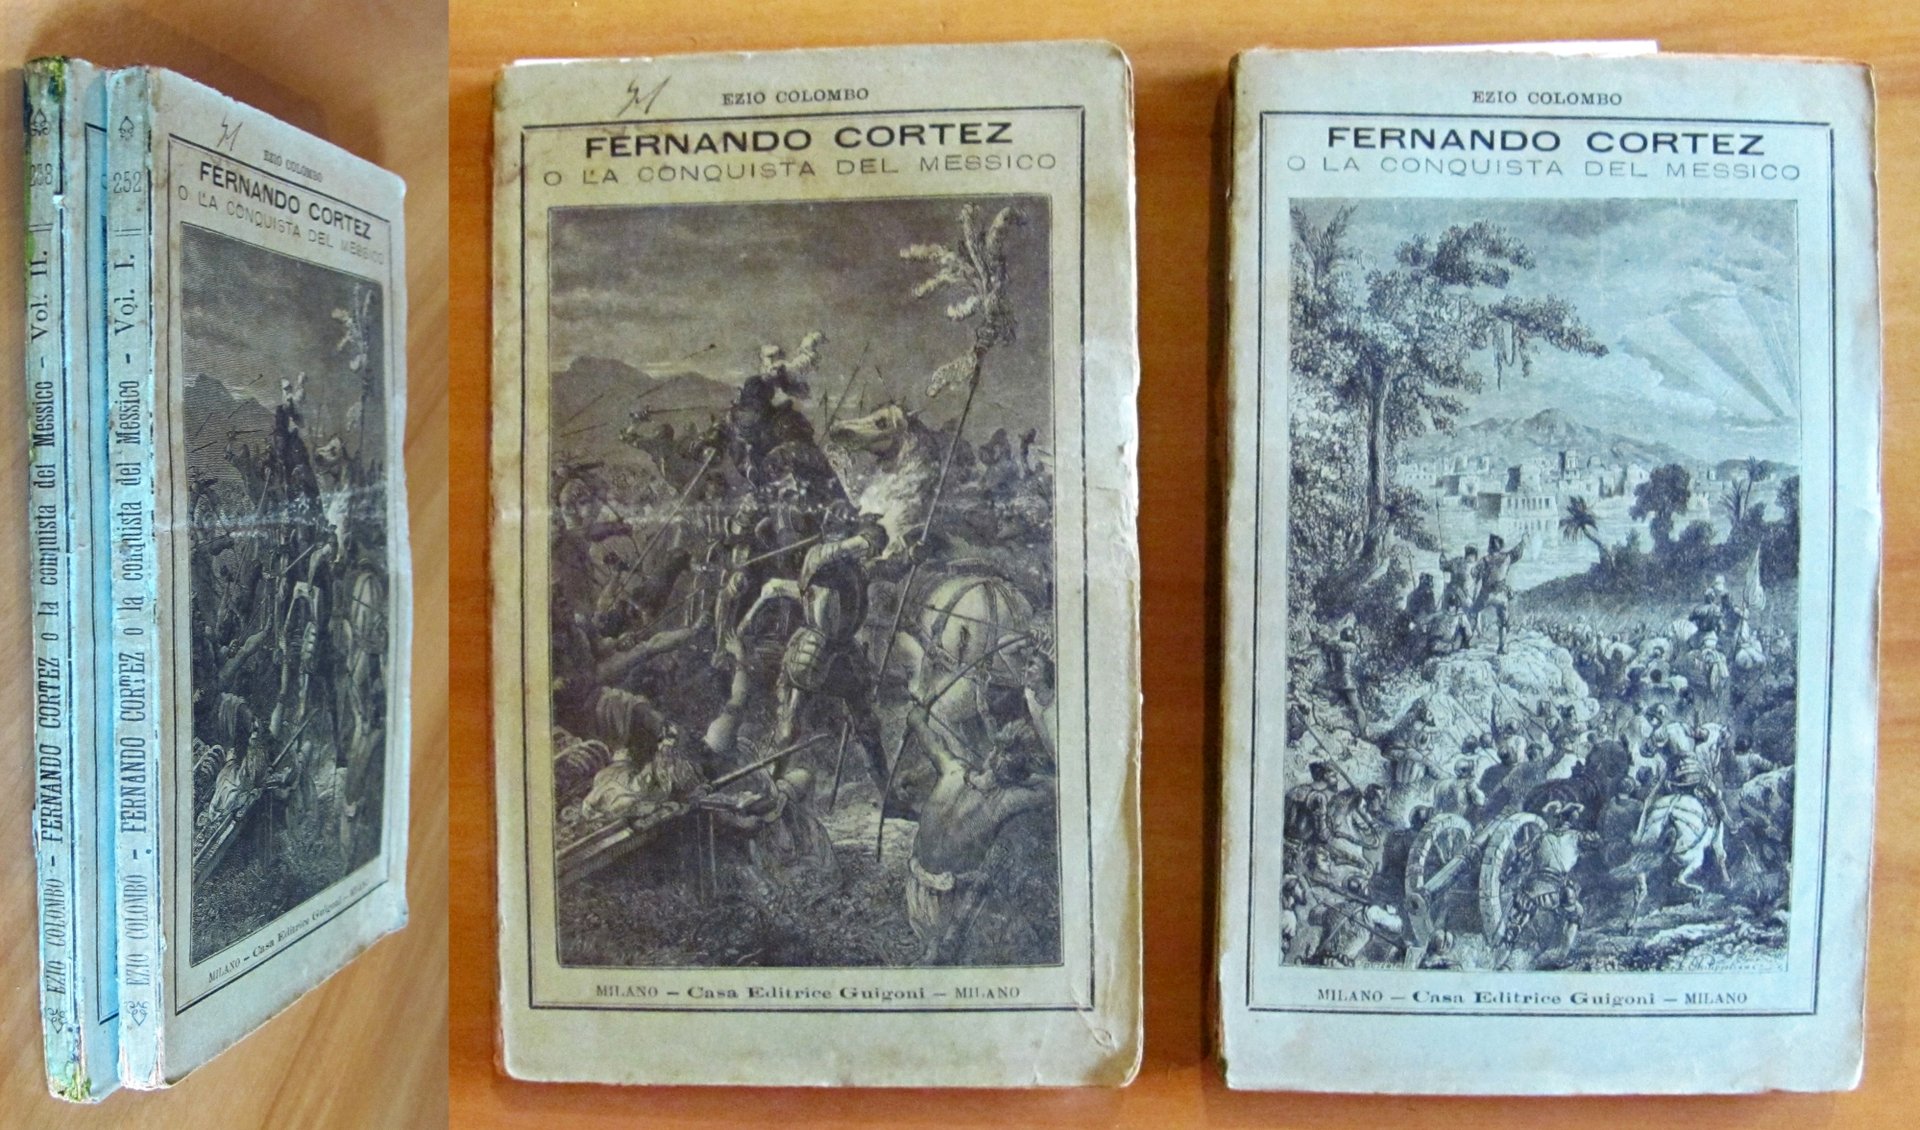 EZIO COLOMBO - FERNANDO CORTEZ o la conquista del Messico - Vol. II.
EZIO COLOMBO - FERNANDO CORTEZ o la conquista del Messico - Vol. I.
252
EZIO COLOMBO
FERNANDO CORTEZ
O LA CONQUISTA DEL MESSICO
MILANO - Casa Editrice Guigoni - MILANO
EZIO COLOMBO
FERNANDO CORTEZ
O LA CONQUISTA DEL MESSICO
MILANO - Casa Editrice Guigoni - MILANO
EZIO COLOMBO
FERNANDO CORTEZ
O LA CONQUISTA DEL MESSICO
MILANO - Casa Editrice Guigoni - MILANO